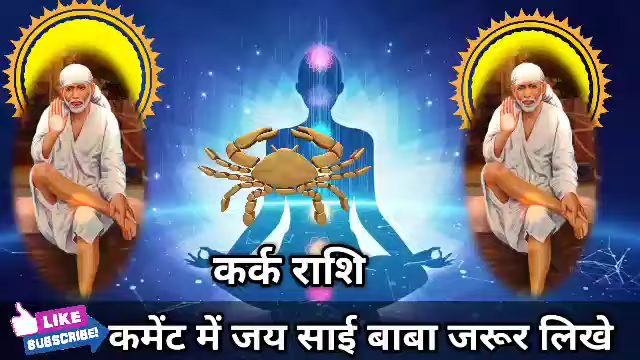 कर्क राशि
LIKE
SUBSCRIBE!
कमेंट में जय साई बाबा जरूर लिखे